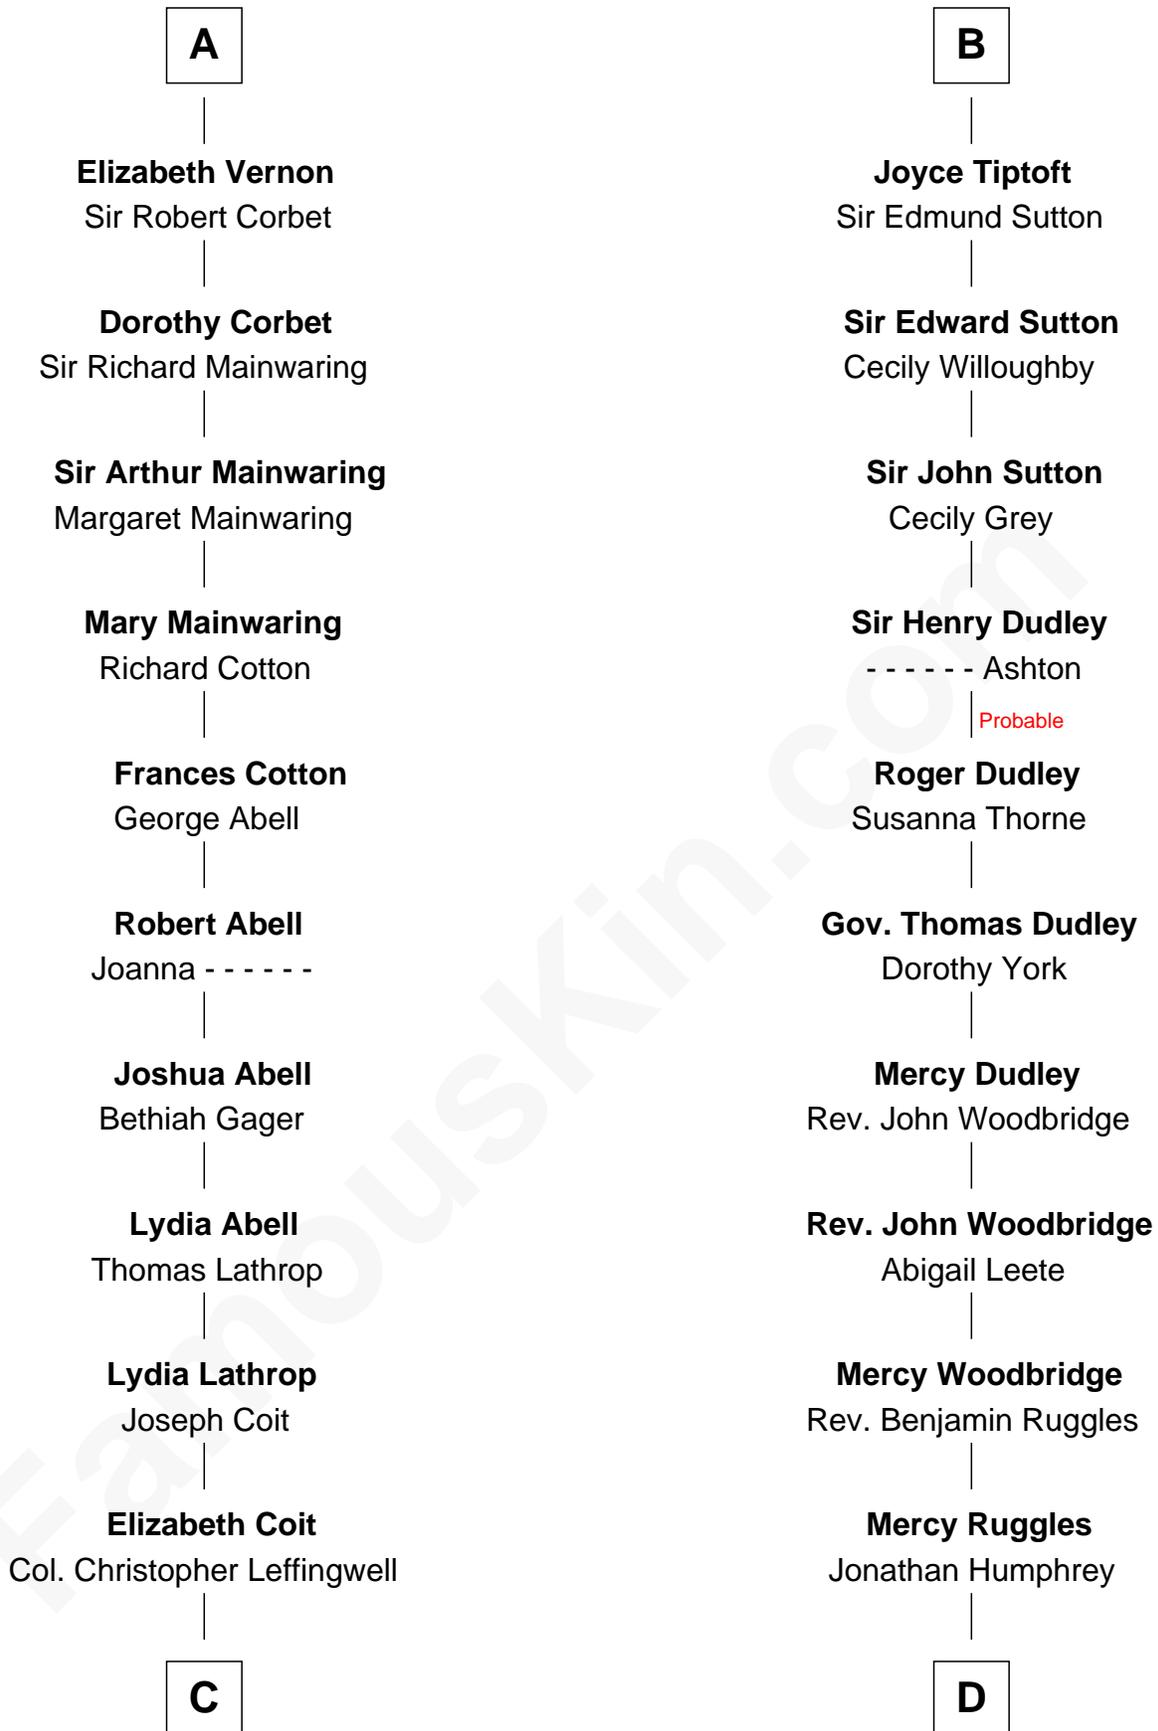 A
Elizabeth Vernon
Sir Robert Corbet
Dorothy Corbet
Sir Richard Mainwaring
Sir Arthur Mainwaring
Margaret Mainwaring
Mary Mainwaring
Richard Cotton
Frances Cotton
George Abell
Robert Abell
Joanna - - - - - -
Joshua Abell
Bethiah Gager
Lydia Abell
Thomas Lathrop
Lydia Lathrop
Joseph Coit
Elizabeth Coit
Col. Christopher Leffingwell
C
B
Joyce Tiptoft
Sir Edmund Sutton
Sir Edward Sutton
Cecily Willoughby
Sir John Sutton
Cecily Grey
Sir Henry Dudley
- - - - - - Ashton
Probable
Roger Dudley
Susanna Thorne
Gov. Thomas Dudley
Dorothy York
Mercy Dudley
Rev. John Woodbridge
Rev. John Woodbridge
Abigail Leete
Mercy Woodbridge
Rev. Benjamin Ruggles
Mercy Ruggles
Jonathan Humphrey
D
FamousKin.com